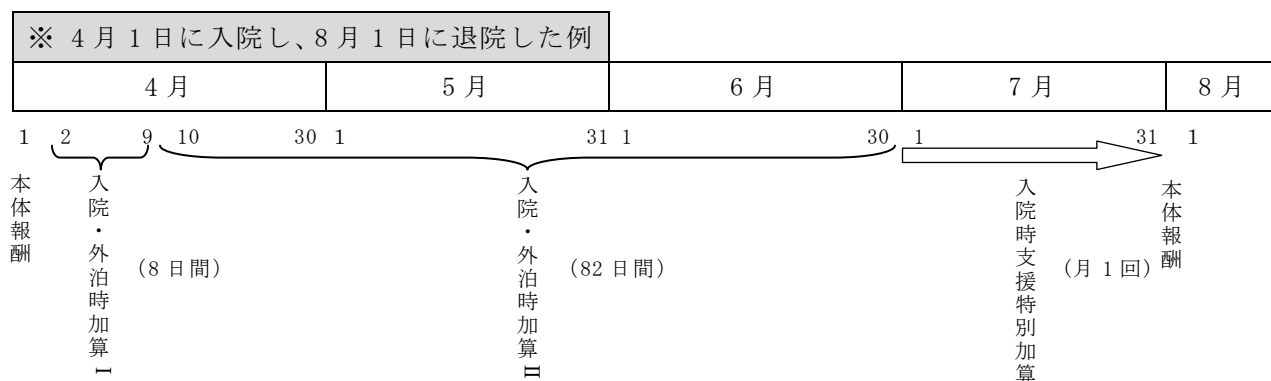 ※ 4月1日に入院し、8月1日に退院した例
4月 5月 6月 7月 8月
1 2 9 10 30 1 31 1 30 1 31 1
本体報酬
入院・外泊時加算Ⅰ
(8日間)
入院・外泊時加算Ⅱ
(82日間)
入院時支援特別加算
(月1回)
本体報酬